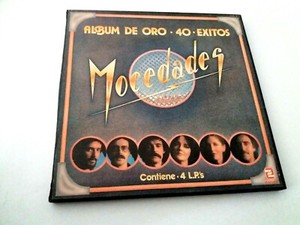 ALBUM DE ORO · 40 · EXITOS
Mocedades
Contiene · 4 L.P.'s